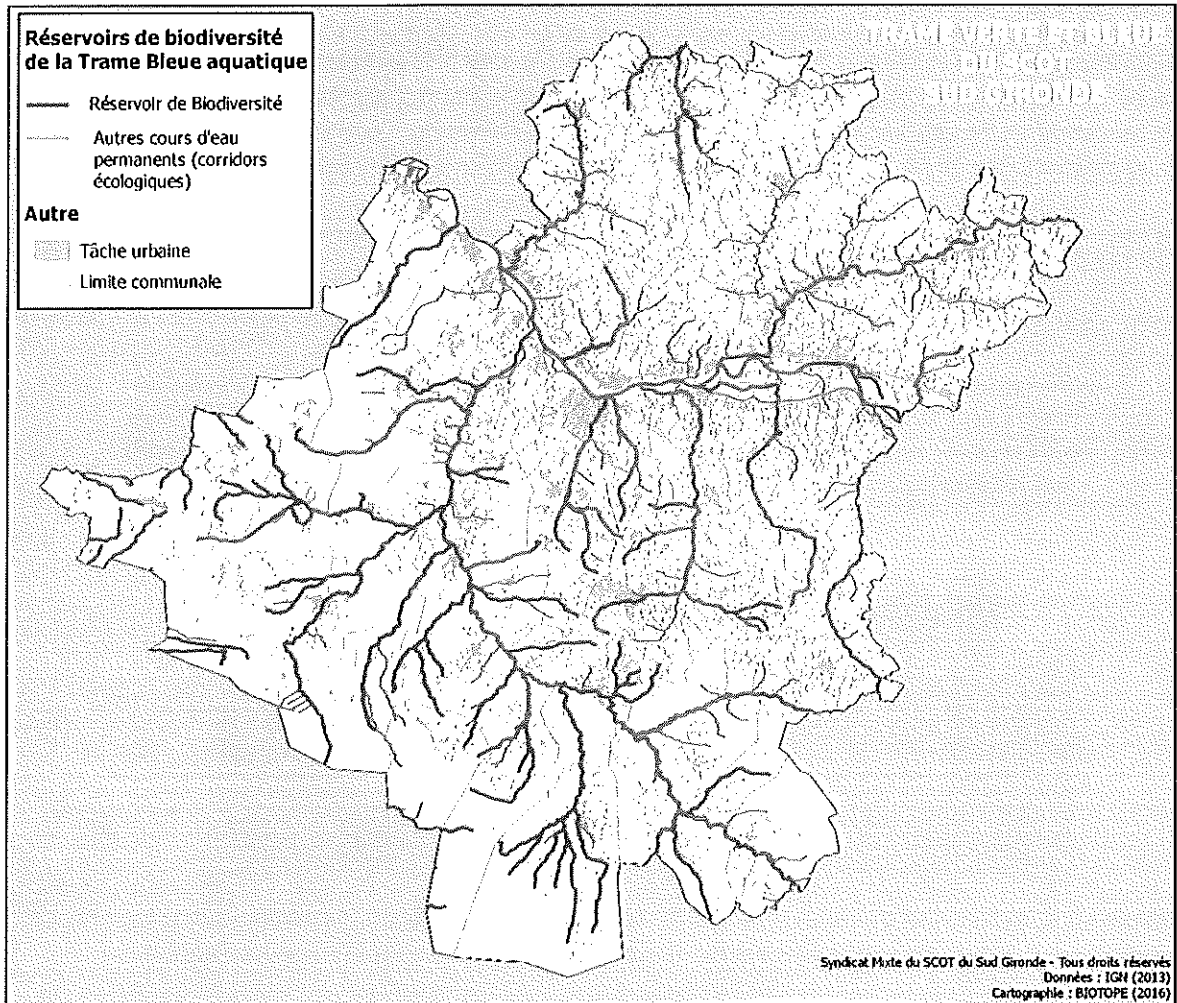 Réservoirs de biodiversité
de la Trame Bleue aquatique
Réservoir de Biodiversité
Autres cours d'eau
permanents (corridors
écologiques)
Autre
Tâche urbaine
Limite communale
TRAME VERTE ET BLEUE
DU SCOT
SUD GIRONDE
Syndicat Mixte du SCOT du Sud Gironde - Tous droits réservés
Données : IGN (2013)
Cartographie : BIOTOPE (2016)